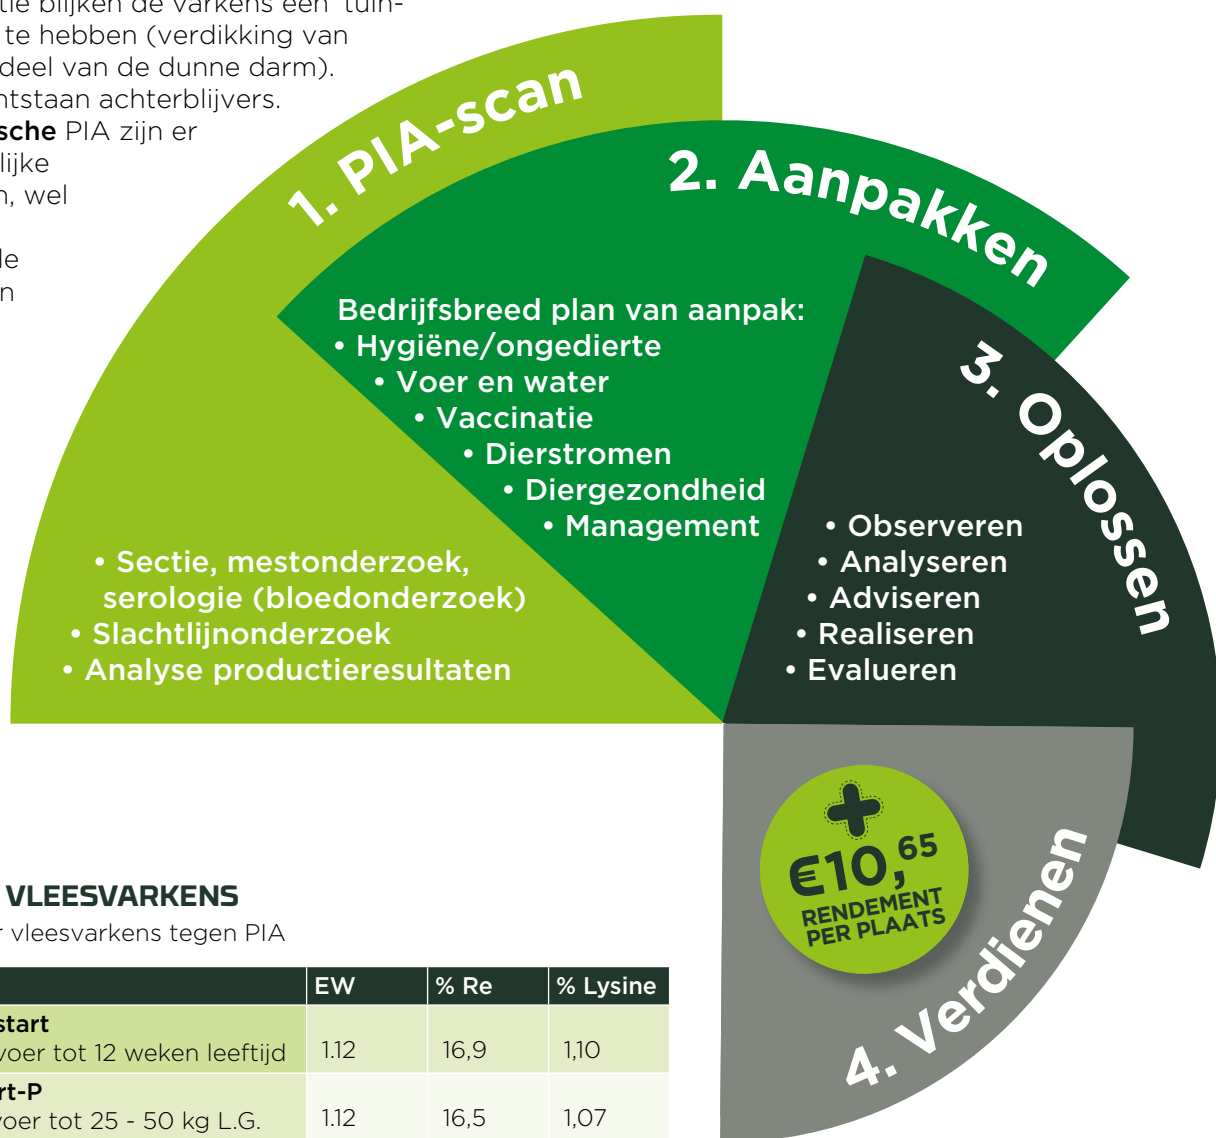 blijken de varkens een
te hebben (verdikking van
deel van de dunne darm).
achterblijvers.
PIA zijn er
wel
1. PIA-scan
• Sectie, mestonderzoek,
serologie (bloedonderzoek)
• Slachtlijnonderzoek
• Analyse productieresultaten
2. Aanpakken
Bedrijfsbreed plan van aanpak:
• Hygiëne/ongedierte
• Voer en water
• Vaccinatie
• Dierstromen
• Diergezondheid
• Management
3. Oplossen
• Observeren
• Analyseren
• Adviseren
• Realiseren
• Evalueren
+
€10,65
RENDEMENT
PER PLAATS
4. Verdienen
VLEESVARKENS
vleesvarkens tegen PIA
EW % Re % Lysine
start
voer tot 12 weken leeftijd 1.12 16,9 1,10
rt-P
voer tot 25 - 50 kg L.G. 1.12 16,5 1,07